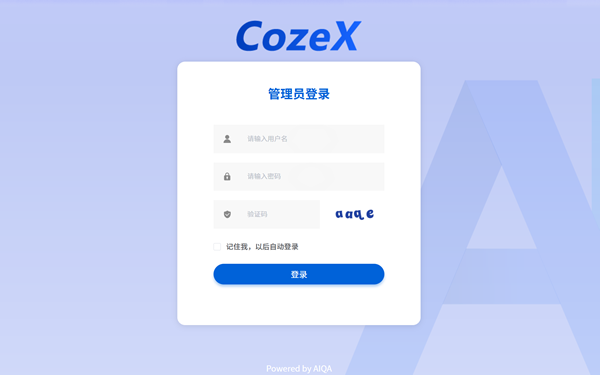 CozeX
管理员登录
请输入用户名
请输入密码
验证码 aaqe
记住我，以后自动登录
登录
Powered by AIQA